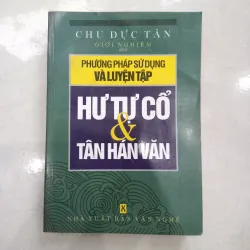 CHU DỰC TÂN
GIỚI NGHIÊM
PHƯƠNG PHÁP SỬ DỤNG
VÀ LUYỆN TẬP
HƯ TỰ CỔ
&
TÂN HÁN VĂN
X
NHÀ XUẤT BẢN VĂN NGHỆ